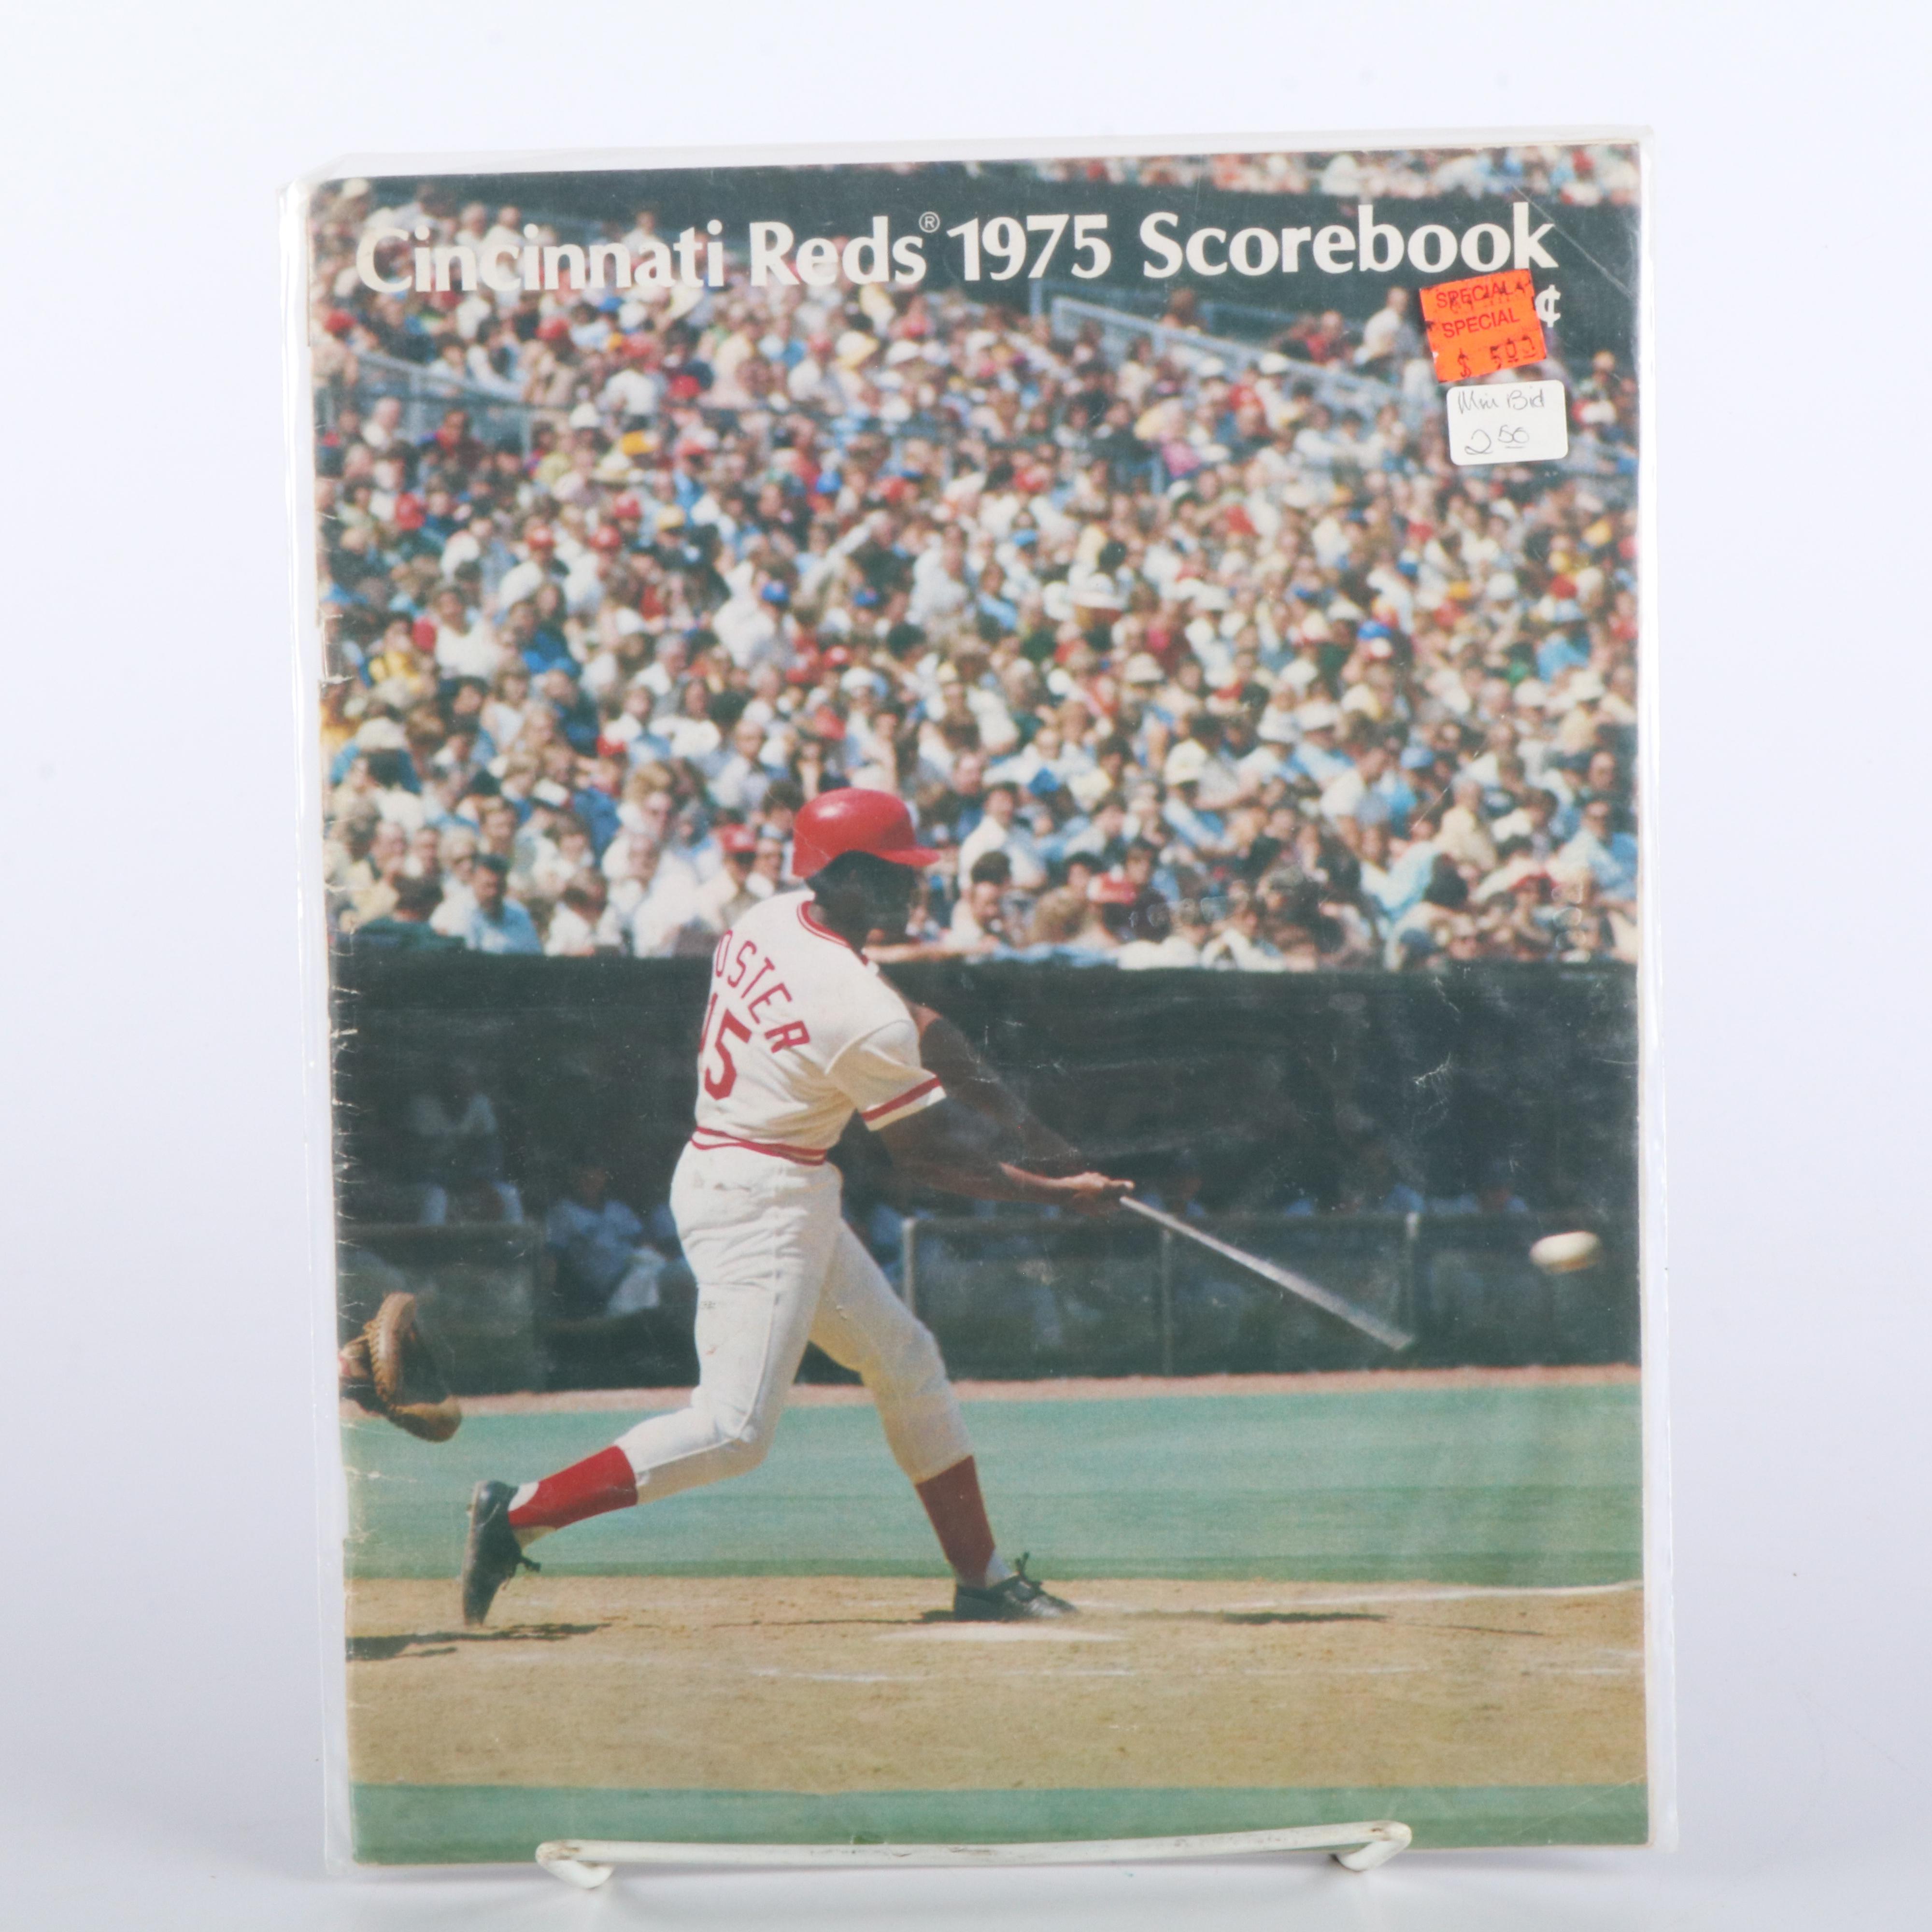 Cincinnati Reds® 1975 Scorebook
¢
SPECIAL
SPECIAL
$ 5.00
Min Bid
2 50
OSTER
15